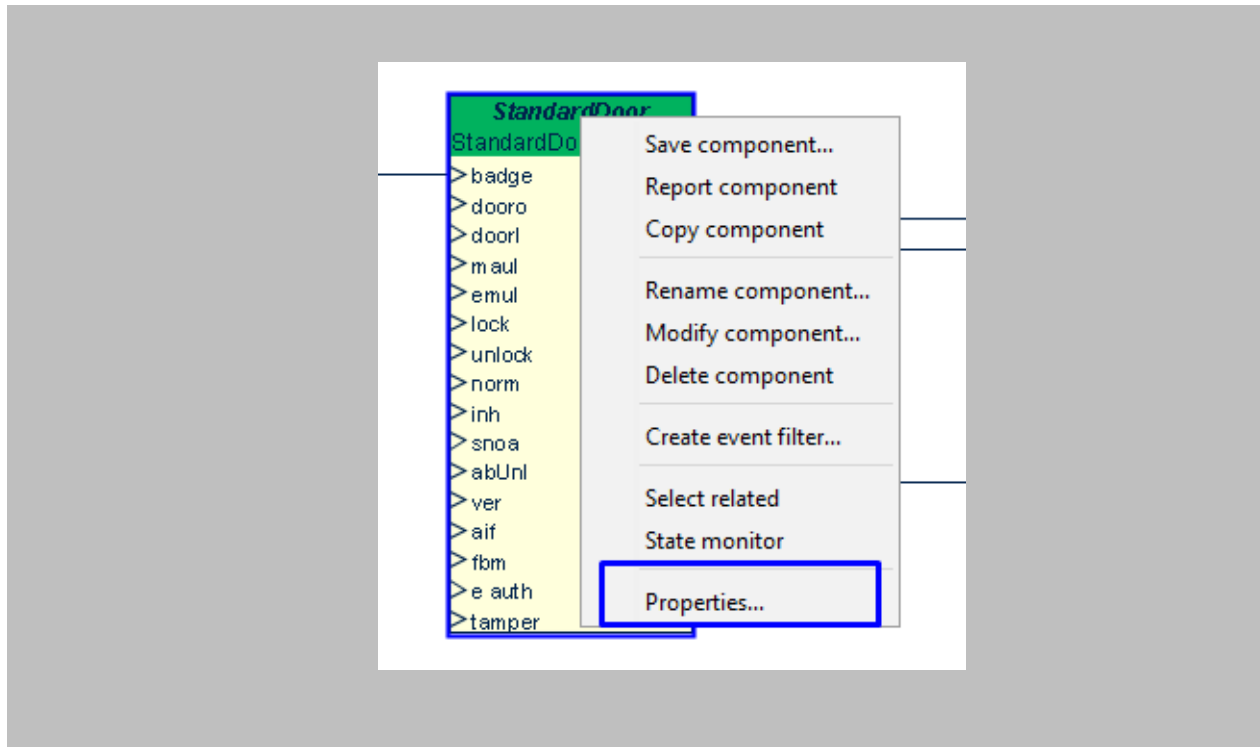 StandardDoor
StandardDo
badge
dooro
doorl
maul
emul
lock
unlock
norm
inh
snoa
abUnl
ver
aif
fbm
e auth
tamper
Save component...
Report component
Copy component
Rename component...
Modify component...
Delete component
Create event filter...
Select related
State monitor
Properties...